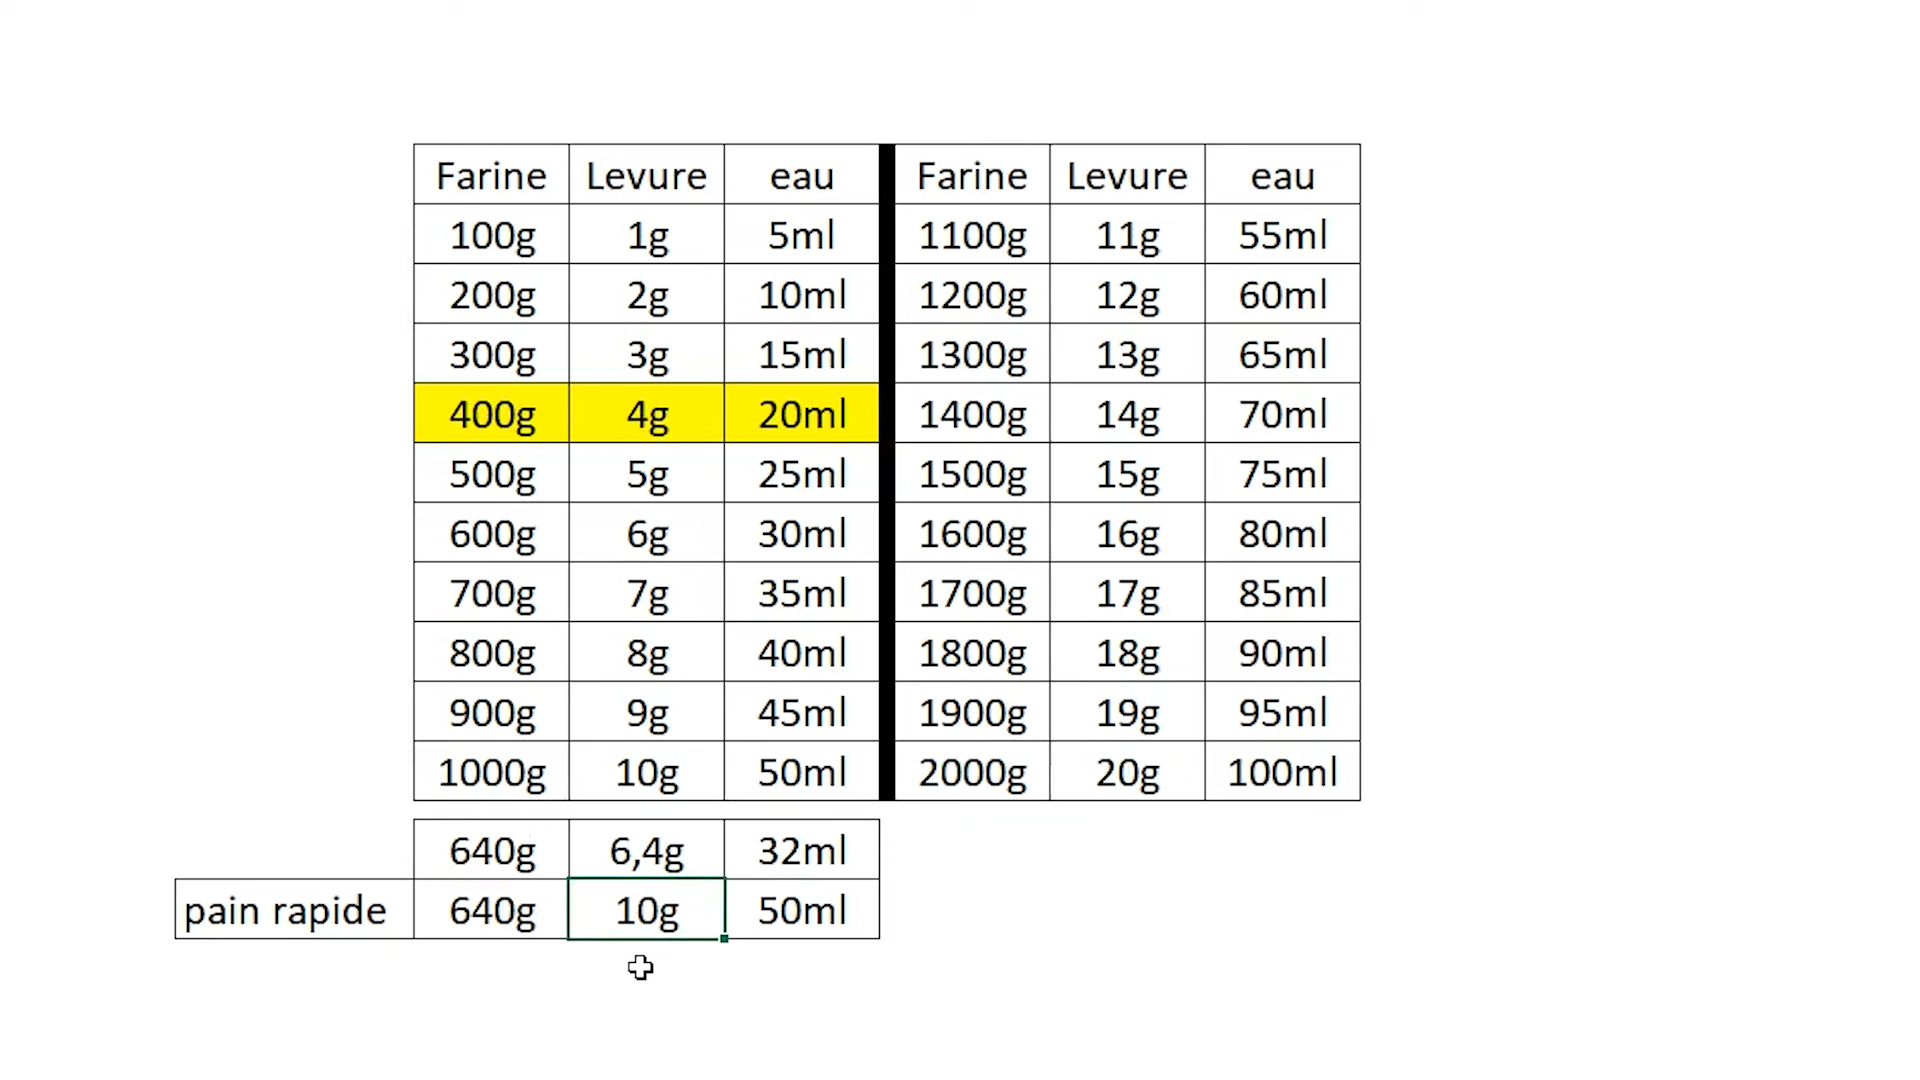 Farine Levure eau Farine Levure eau
100g 1g 5ml 1100g 11g 55ml
200g 2g 10ml 1200g 12g 60ml
300g 3g 15ml 1300g 13g 65ml
400g 4g 20ml 1400g 14g 70ml
500g 5g 25ml 1500g 15g 75ml
600g 6g 30ml 1600g 16g 80ml
700g 7g 35ml 1700g 17g 85ml
800g 8g 40ml 1800g 18g 90ml
900g 9g 45ml 1900g 19g 95ml
1000g 10g 50ml 2000g 20g 100ml
640g 6,4g 32ml
pain rapide 640g 10g 50ml